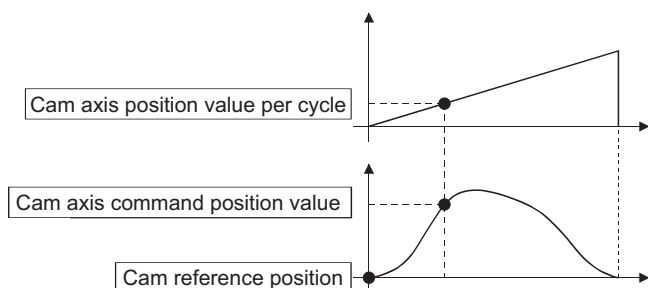 Cam axis position value per cycle
Cam axis command position value
Cam reference position